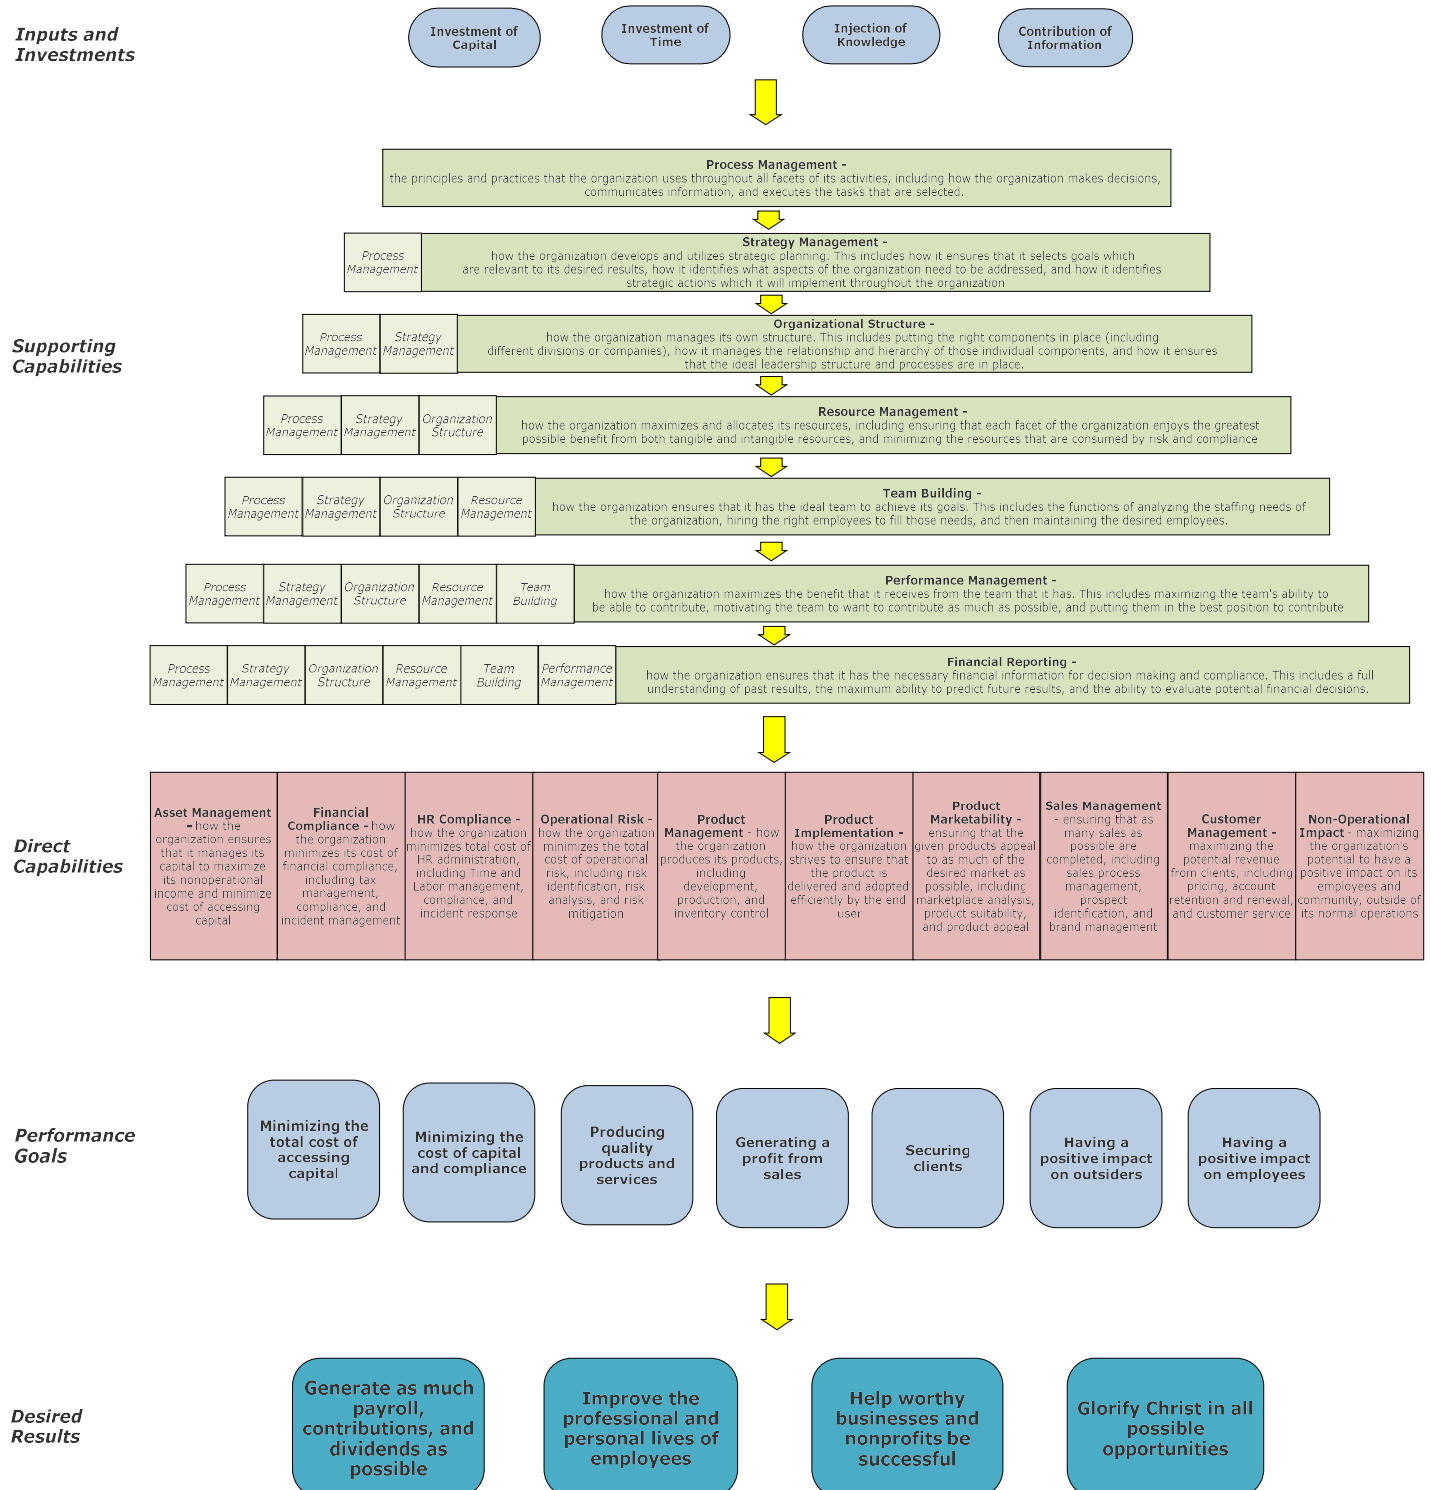 Inputs and
Investments
Investment of
Capital
Investment of
Time
Injection of
Knowledge
Contribution of
Information
Process Management -
the principles and practices that the organization uses throughout all facets of its activities, including how the organization makes decisions,
communicates information, and executes the tasks that are selected.
Process
Management
Strategy Management -
how the organization develops and utilizes strategic planning. This includes how it ensures that it selects goals which
are relevant to its desired results, how it identifies what aspects of the organization need to be addressed, and how it identifies
strategic actions which it will implement throughout the organization
Supporting
Capabilities
Process
Management
Strategy
Management
Organizational Structure -
how the organization manages its own structure. This includes putting the right components in place (including
different divisions or companies), how it manages the relationship and hierarchy of those individual components, and how it ensures
that the ideal leadership structure and processes are in place.
Process
Management
Strategy
Management
Organization
Structure
Resource Management -
how the organization maximizes and allocates its resources, including ensuring that each facet of the organization enjoys the greatest
possible benefit from both tangible and intangible resources, and minimizing the resources that are consumed by risk and compliance
Process
Management
Strategy
Management
Organization
Structure
Resource
Management
Team Building -
how the organization ensures that it has the ideal team to achieve its goals. This includes the functions of analyzing the staffing needs of
the organization, hiring the right employees to fill those needs, and then maintaining the desired employees.
Process
Management
Strategy
Management
Organization
Structure
Resource
Management
Team
Building
Performance Management -
how the organization maximizes the benefit that it receives from the team that it has. This includes maximizing the team's ability to
be able to contribute, motivating the team to want to contribute as much as possible, and putting them in the best position to contribute
Process
Management
Strategy
Management
Organization
Structure
Resource
Management
Team
Building
Performance
Management
Financial Reporting -
how the organization ensures that it has the necessary financial information for decision making and compliance. This includes a full
understanding of past results, the maximum ability to predict future results, and the ability to evaluate potential financial decisions.
Direct
Capabilities
Asset Management
- how the
organization ensures
that it manages its
capital to maximize
its nonoperational
income and minimize
cost of accessing
capital
Financial
Compliance - how
the organization
minimizes its cost of
financial compliance,
including tax
management,
compliance, and
incident management
HR Compliance -
how the organization
minimizes total cost of
HR administration,
including Time and
Labor management,
compliance, and
incident response
Operational Risk -
how the organization
minimizes the total
cost of operational
risk, including risk
identification, risk
analysis, and risk
mitigation
Product
Management - how
the organization
produces its products,
including
development,
production, and
inventory control
Product
Implementation -
how the organization
strives to ensure that
the product is
delivered and adopted
efficiently by the end
user
Product
Marketability -
ensuring that the
given products appeal
to as much of the
desired market as
possible, including
marketplace analysis,
product suitability,
and product appeal
Sales Management
- ensuring that as
many sales as
possible are
completed, including
sales process
management,
prospect
identification, and
brand management
Customer
Management -
maximizing the
potential revenue
from clients, including
pricing, account
retention and renewal,
and customer service
Non-Operational
Impact - maximizing
the organization's
potential to have a
positive impact on its
employees and
community, outside of
its normal operations
Performance
Goals
Minimizing the
total cost of
accessing
capital
Minimizing the
cost of capital
and compliance
Producing
quality
products and
services
Generating a
profit from
sales
Securing
clients
Having a
positive impact
on outsiders
Having a
positive impact
on employees
Desired
Results
Generate as much
payroll,
contributions, and
dividends as
possible
Improve the
professional and
personal lives of
employees
Help worthy
businesses and
nonprofits be
successful
Glorify Christ in all
possible
opportunities